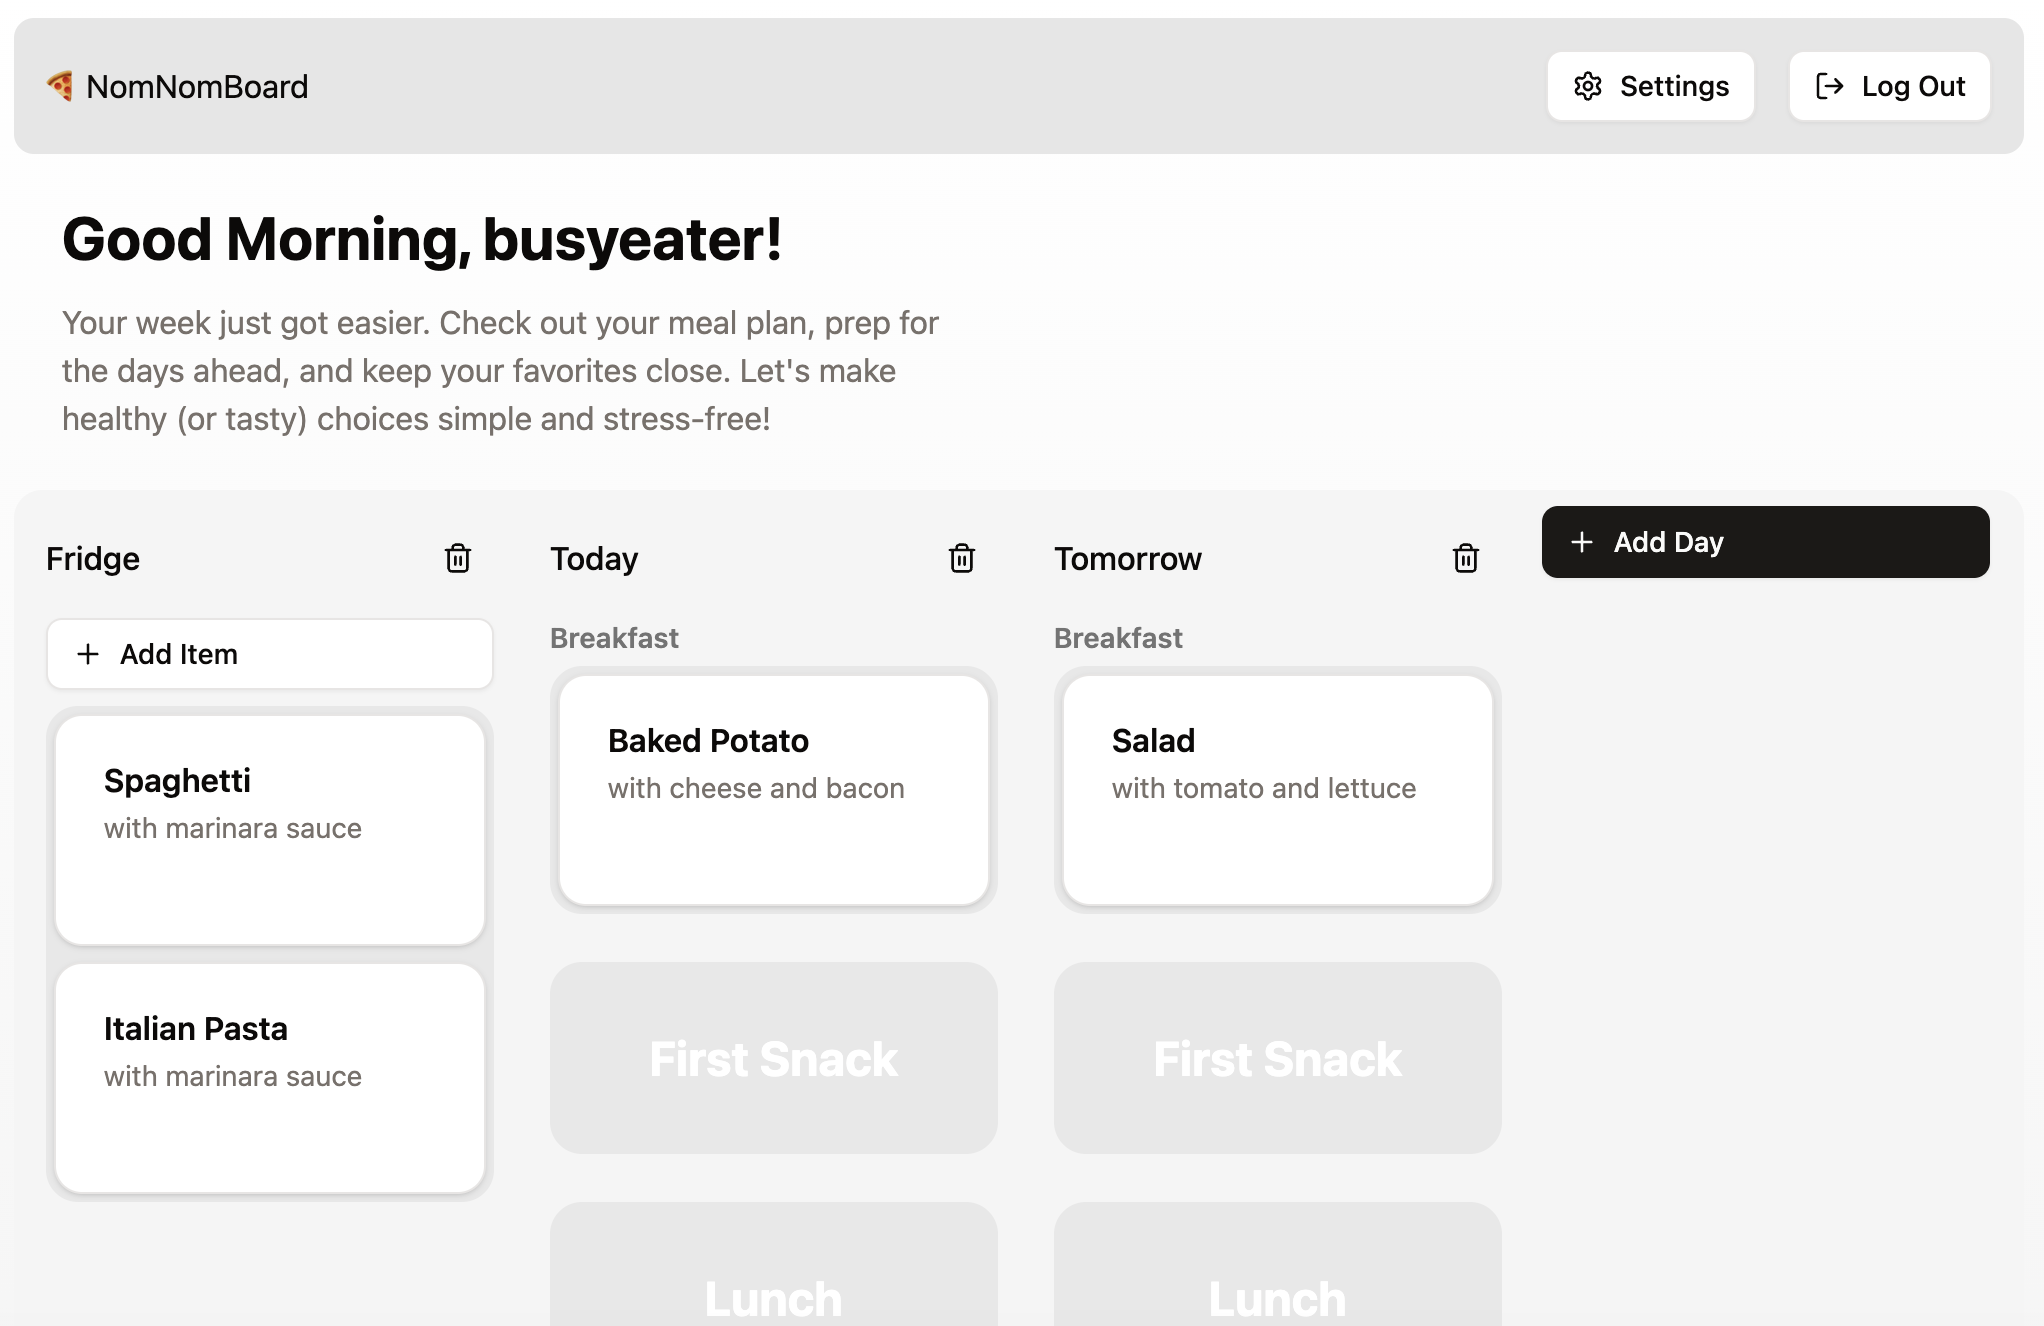 NomNomBoard
Settings
Log Out
Good Morning, busyeater!
Your week just got easier. Check out your meal plan, prep for
the days ahead, and keep your favorites close. Let's make
healthy (or tasty) choices simple and stress-free!
Fridge
Add Item
Spaghetti
with marinara sauce
Italian Pasta
with marinara sauce
Today
Breakfast
Baked Potato
with cheese and bacon
First Snack
Lunch
Tomorrow
Breakfast
Salad
with tomato and lettuce
First Snack
Lunch
Add Day